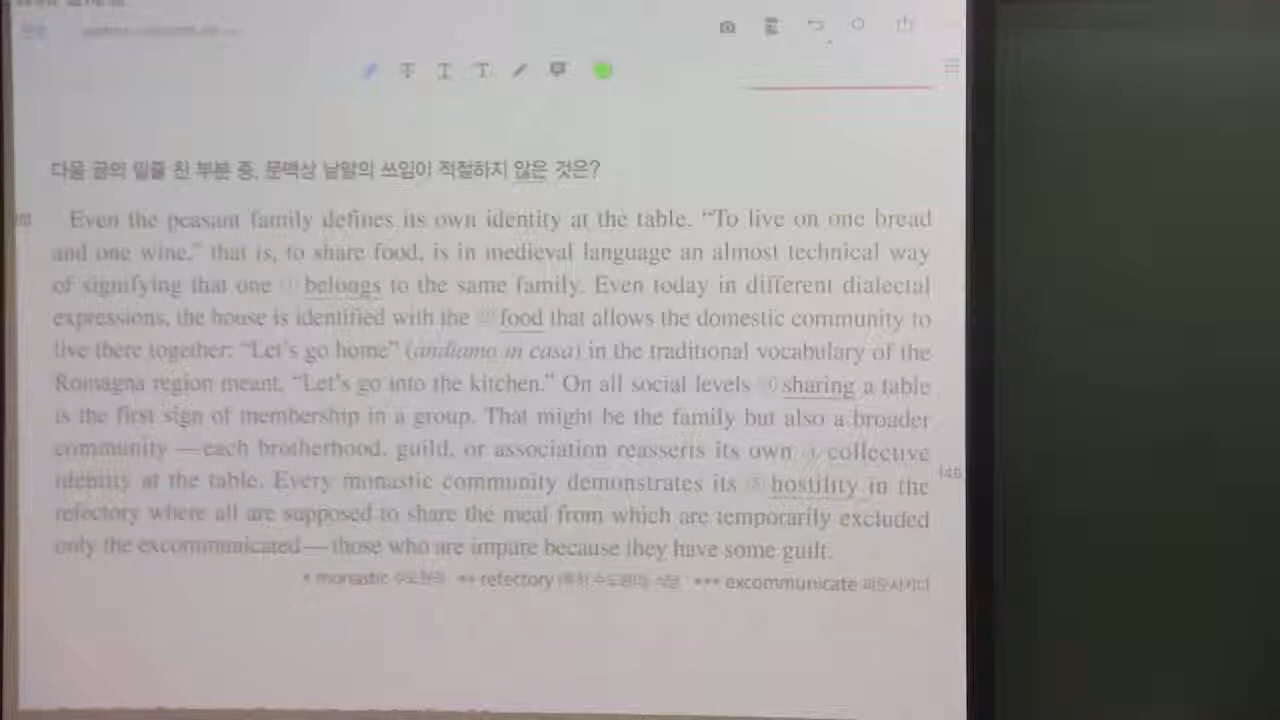 다음 글의 밑줄 친 부분 중, 문맥상 낱말의 쓰임이 적절하지 않은 것은?
Even the peasant family defines its own identity at the table. “To live on one bread
and one wine,” that is, to share food, is in medieval language an almost technical way
of signifying that one ① belongs to the same family. Even today in different dialectal
expressions, the house is identified with the ② food that allows the domestic community to
live there together: “Let’s go home” (andiamo in casa) in the traditional vocabulary of the
Romagna region meant, “Let’s go into the kitchen.” On all social levels ③ sharing a table
is the first sign of membership in a group. That might be the family but also a broader
community — each brotherhood, guild, or association reasserts its own ④ collective
identity at the table. Every monastic community demonstrates its ⑤ hostility in the
refectory where all are supposed to share the meal from which are temporarily excluded
only the excommunicated — those who are impure because they have some guilt.
* monastic 수도원의 ** refectory 식당 *** excommunicate 파문시키다